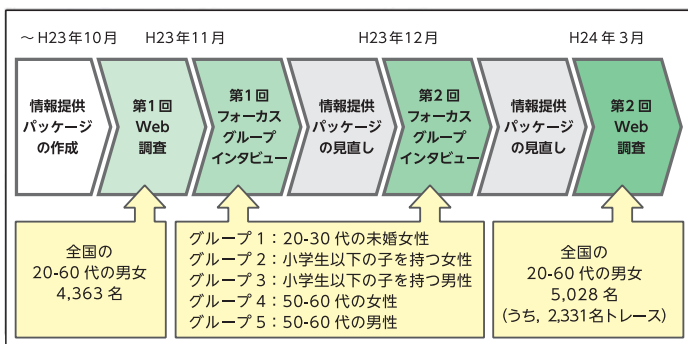 ～H23年10月
H23年11月
H23年12月
H24年3月
情報提供
パッケージ
の作成
第1回
Web
調査
第1回
フォーカス
グループ
インタビュー
情報提供
パッケージ
の見直し
第2回
フォーカス
グループ
インタビュー
情報提供
パッケージ
の見直し
第2回
Web
調査
全国の
20-60代の男女
4,363名
グループ1：20-30代の未婚女性
グループ2：小学生以下の子を持つ女性
グループ3：小学生以下の子を持つ男性
グループ4：50-60代の女性
グループ5：50-60代の男性
全国の
20-60代の男女
5,028名
(うち, 2,331名トレース)